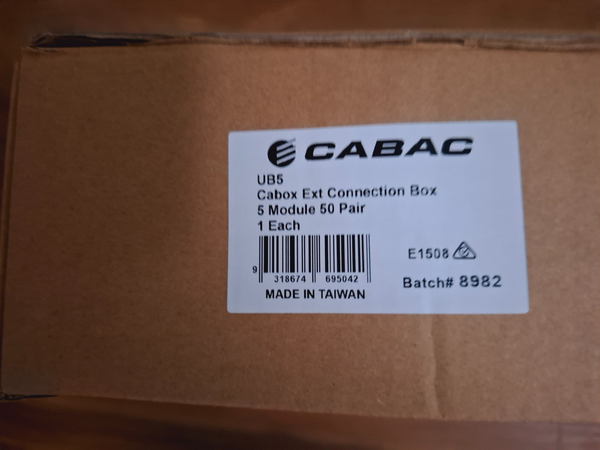 CABAC
UB5
Cabox Ext Connection Box
5 Module 50 Pair
1 Each
E1508
9 318674 695042
Batch# 8982
MADE IN TAIWAN